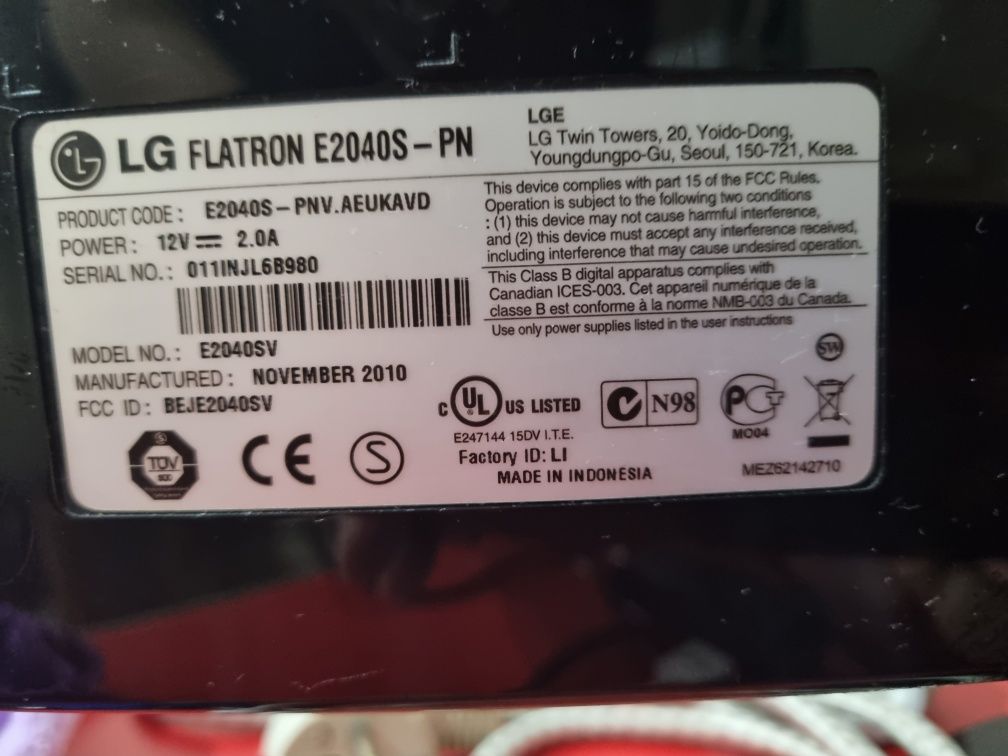 LG FLATRON E2040S-PN
LGE
LG Twin Towers, 20, Yoido-Dong,
Youngdungpo-Gu, Seoul, 150-721, Korea.
PRODUCT CODE: E2040S-PNV.AEUKAVD
POWER: 12V 2.0A
SERIAL NO.: 011INJL6B980
This device complies with part 15 of the FCC Rules.
Operation is subject to the following two conditions
: (1) this device may not cause harmful interference,
and (2) this device must accept any interference received,
including interference that may cause undesired operation.
This Class B digital apparatus complies with
Canadian ICES-003. Cet appareil numérique de la
classe B est conforme à la norme NMB-003 du Canada.
Use only power supplies listed in the user instructions
MODEL NO.: E2040SV
MANUFACTURED: NOVEMBER 2010
FCC ID: BEJE2040SV
SW
C UL US LISTED
E247144 15DV I.T.E.
Factory ID: LI
MADE IN INDONESIA
N98
PCT
MO04
MEZ62142710
TÜV
CE
S